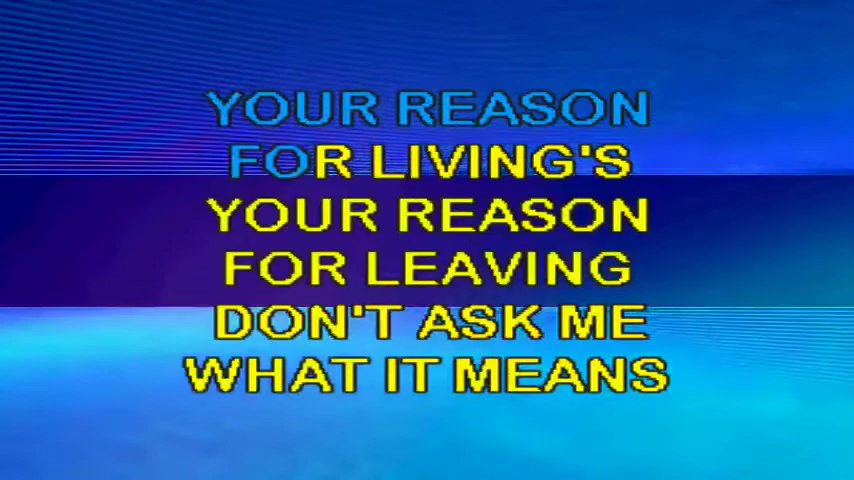 YOUR REASON
FOR LIVING'S
YOUR REASON
FOR LEAVING
DON'T ASK ME
WHAT IT MEANS